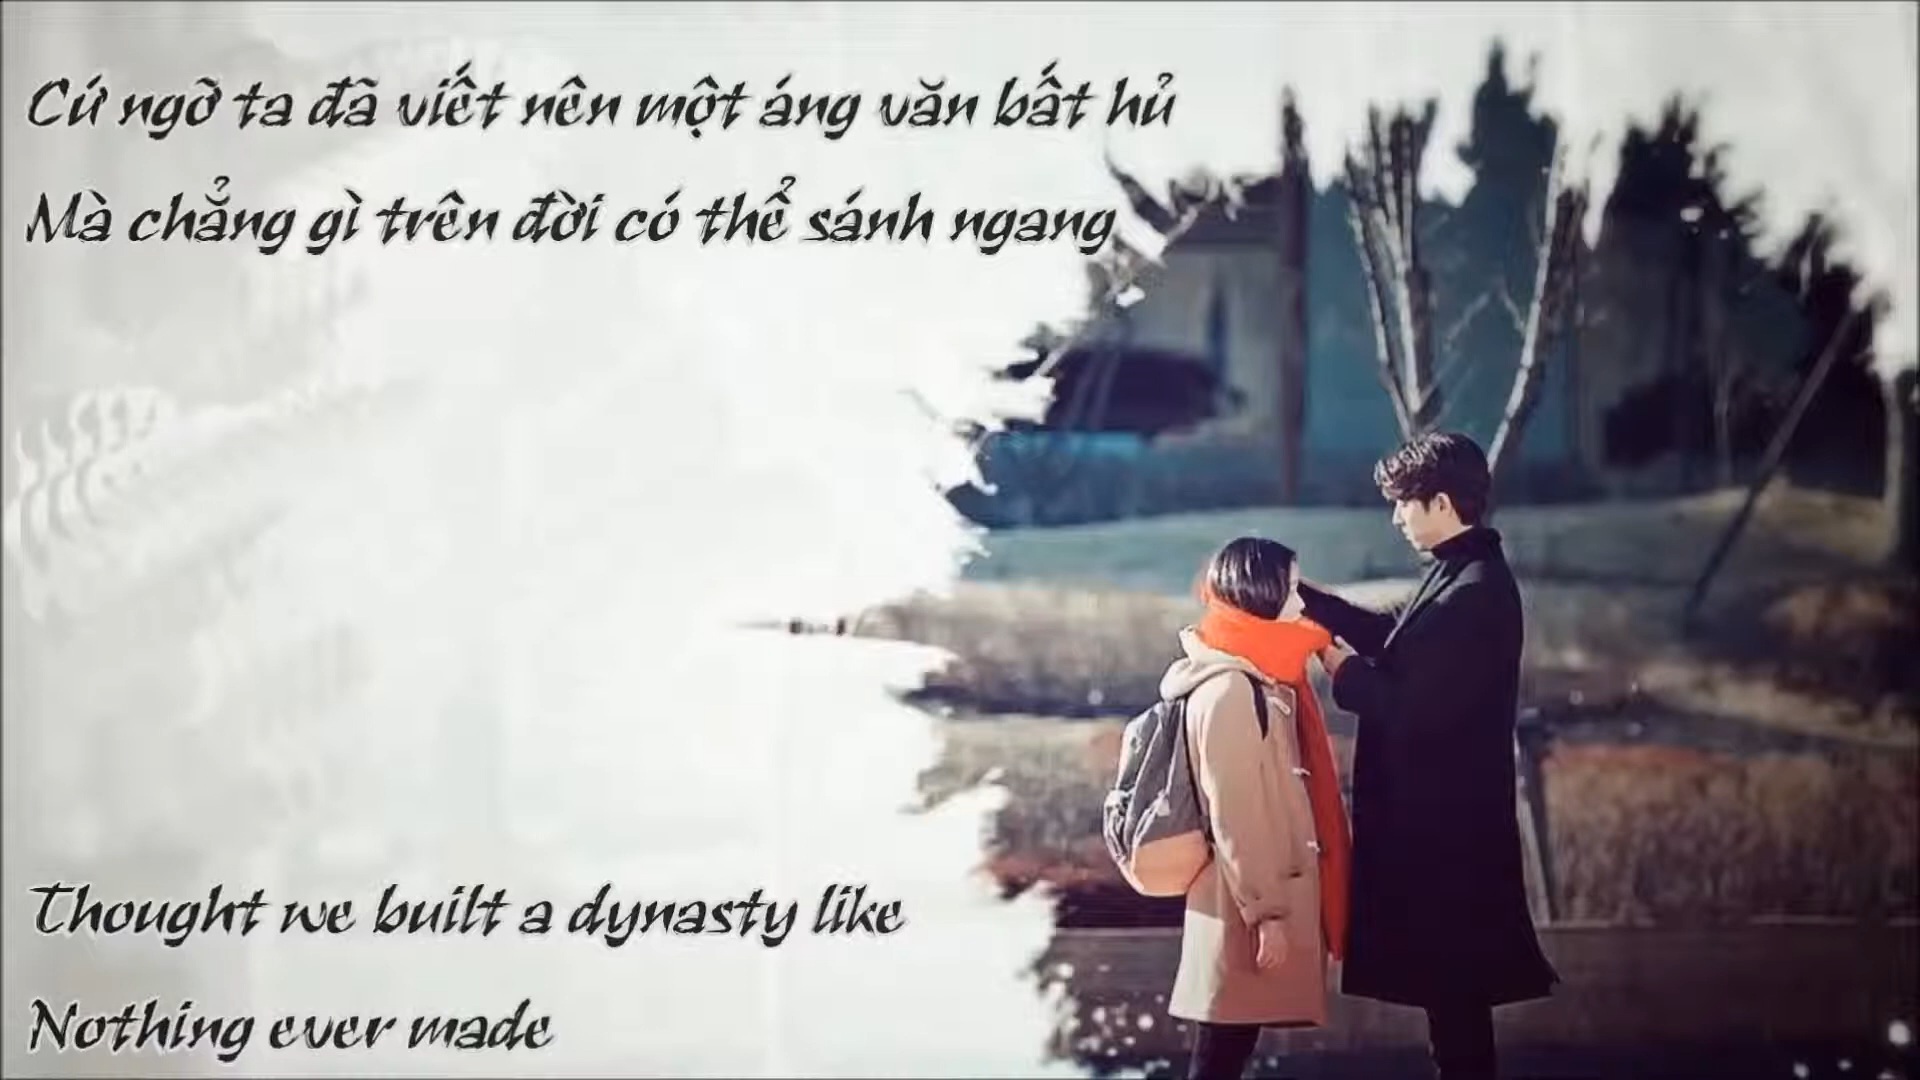 Cứ ngỡ ta đã viết nên một áng văn bất hủ
Mà chẳng gì trên đời có thể sánh ngang
Thought we built a dynasty like
Nothing ever made